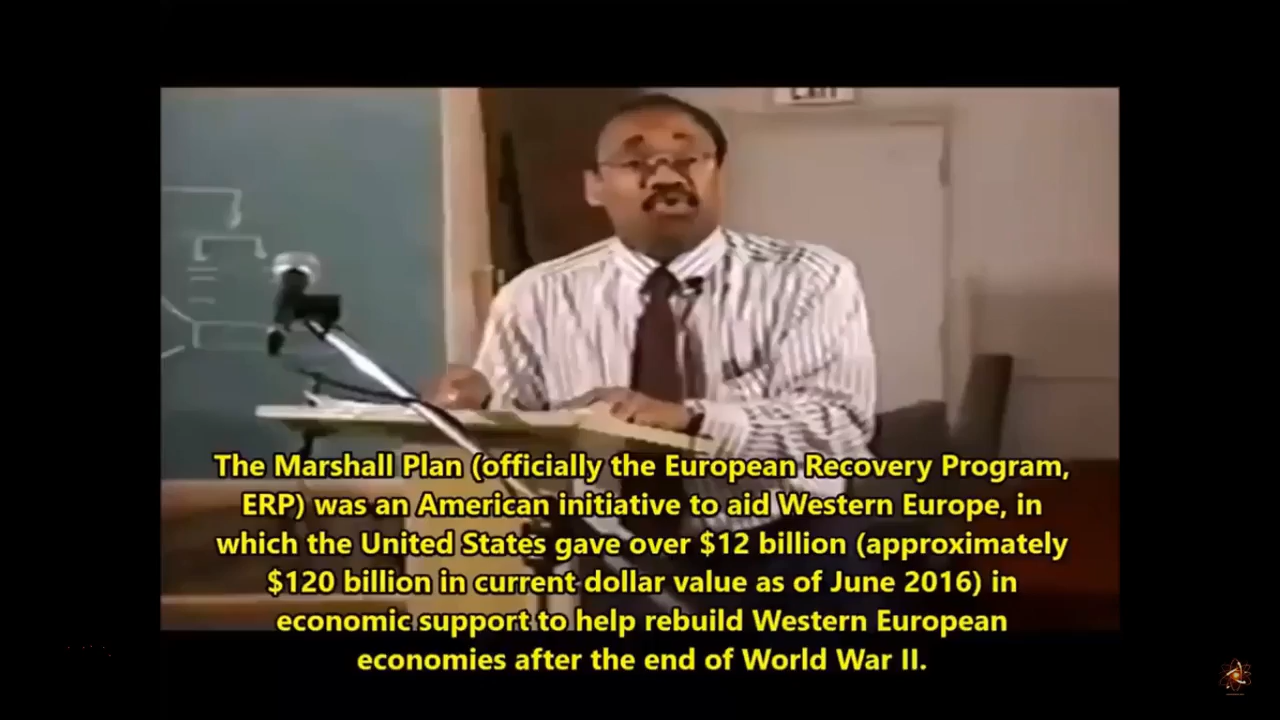 EXIT
The Marshall Plan (officially the European Recovery Program,
ERP) was an American initiative to aid Western Europe, in
which the United States gave over $12 billion (approximately
$120 billion in current dollar value as of June 2016) in
economic support to help rebuild Western European
economies after the end of World War II.